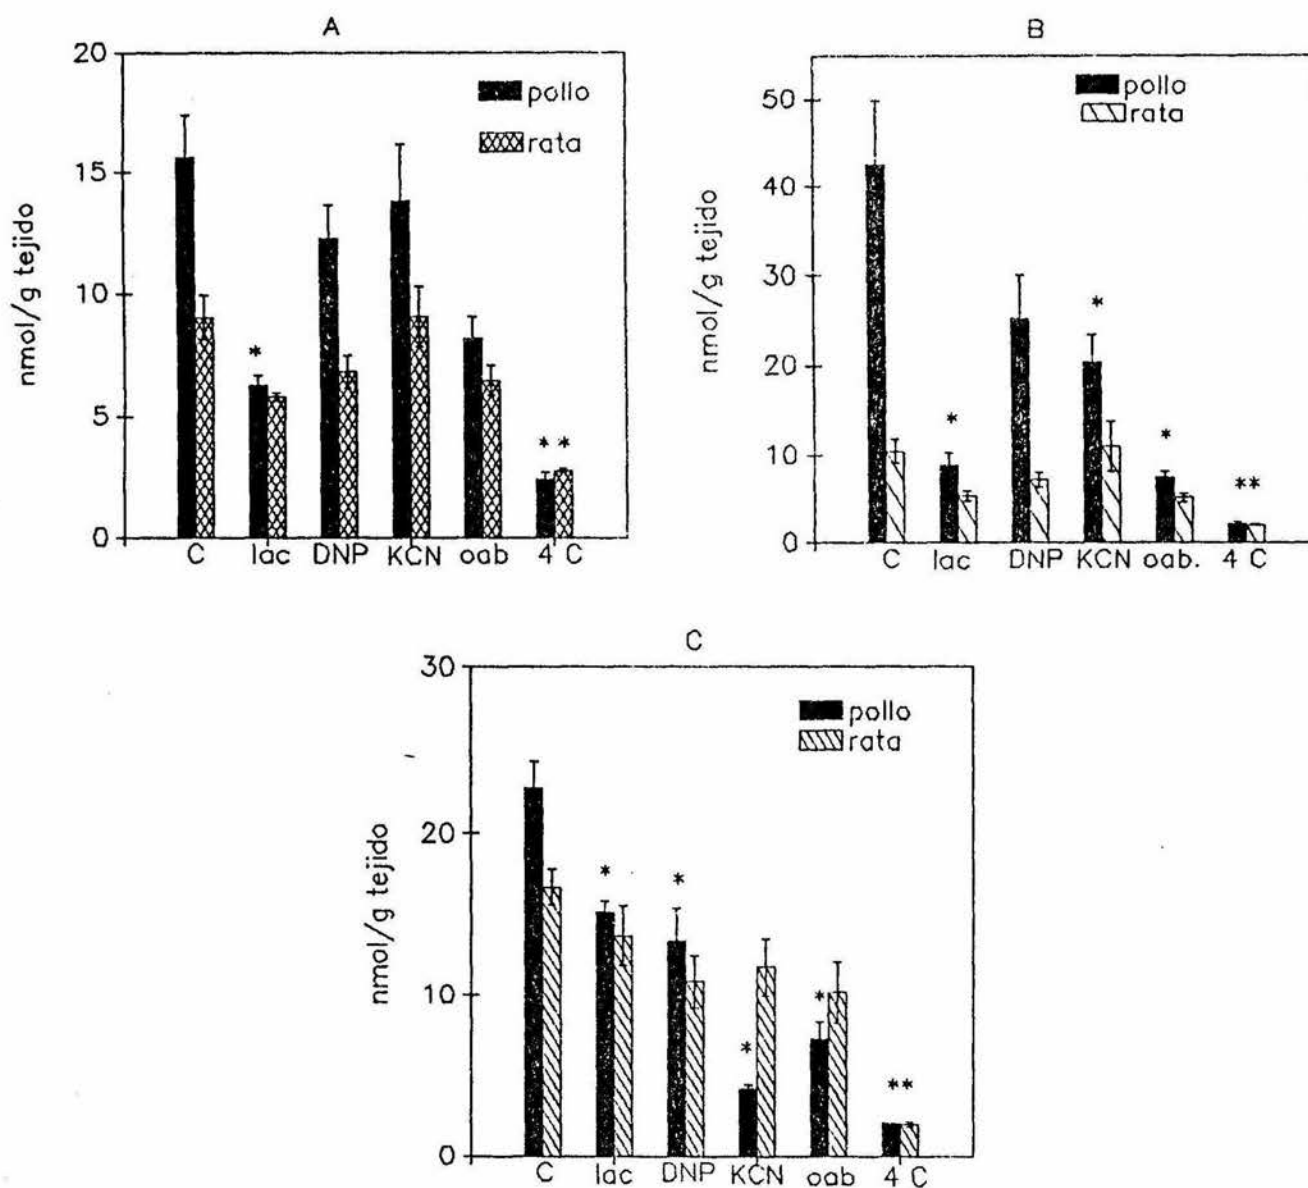 A
20
15
10
5
0
nmol/g tejido
pollo
rata
*
* *
C lac DNP KCN oab 4 C
B
50
40
30
20
10
0
nmol/g tejido
pollo
rata
*
*
*
**
C lac DNP KCN oab. 4 C
C
30
20
10
0
nmol/g tejido
pollo
rata
*
*
*
*
**
C lac DNP KCN oab 4 C